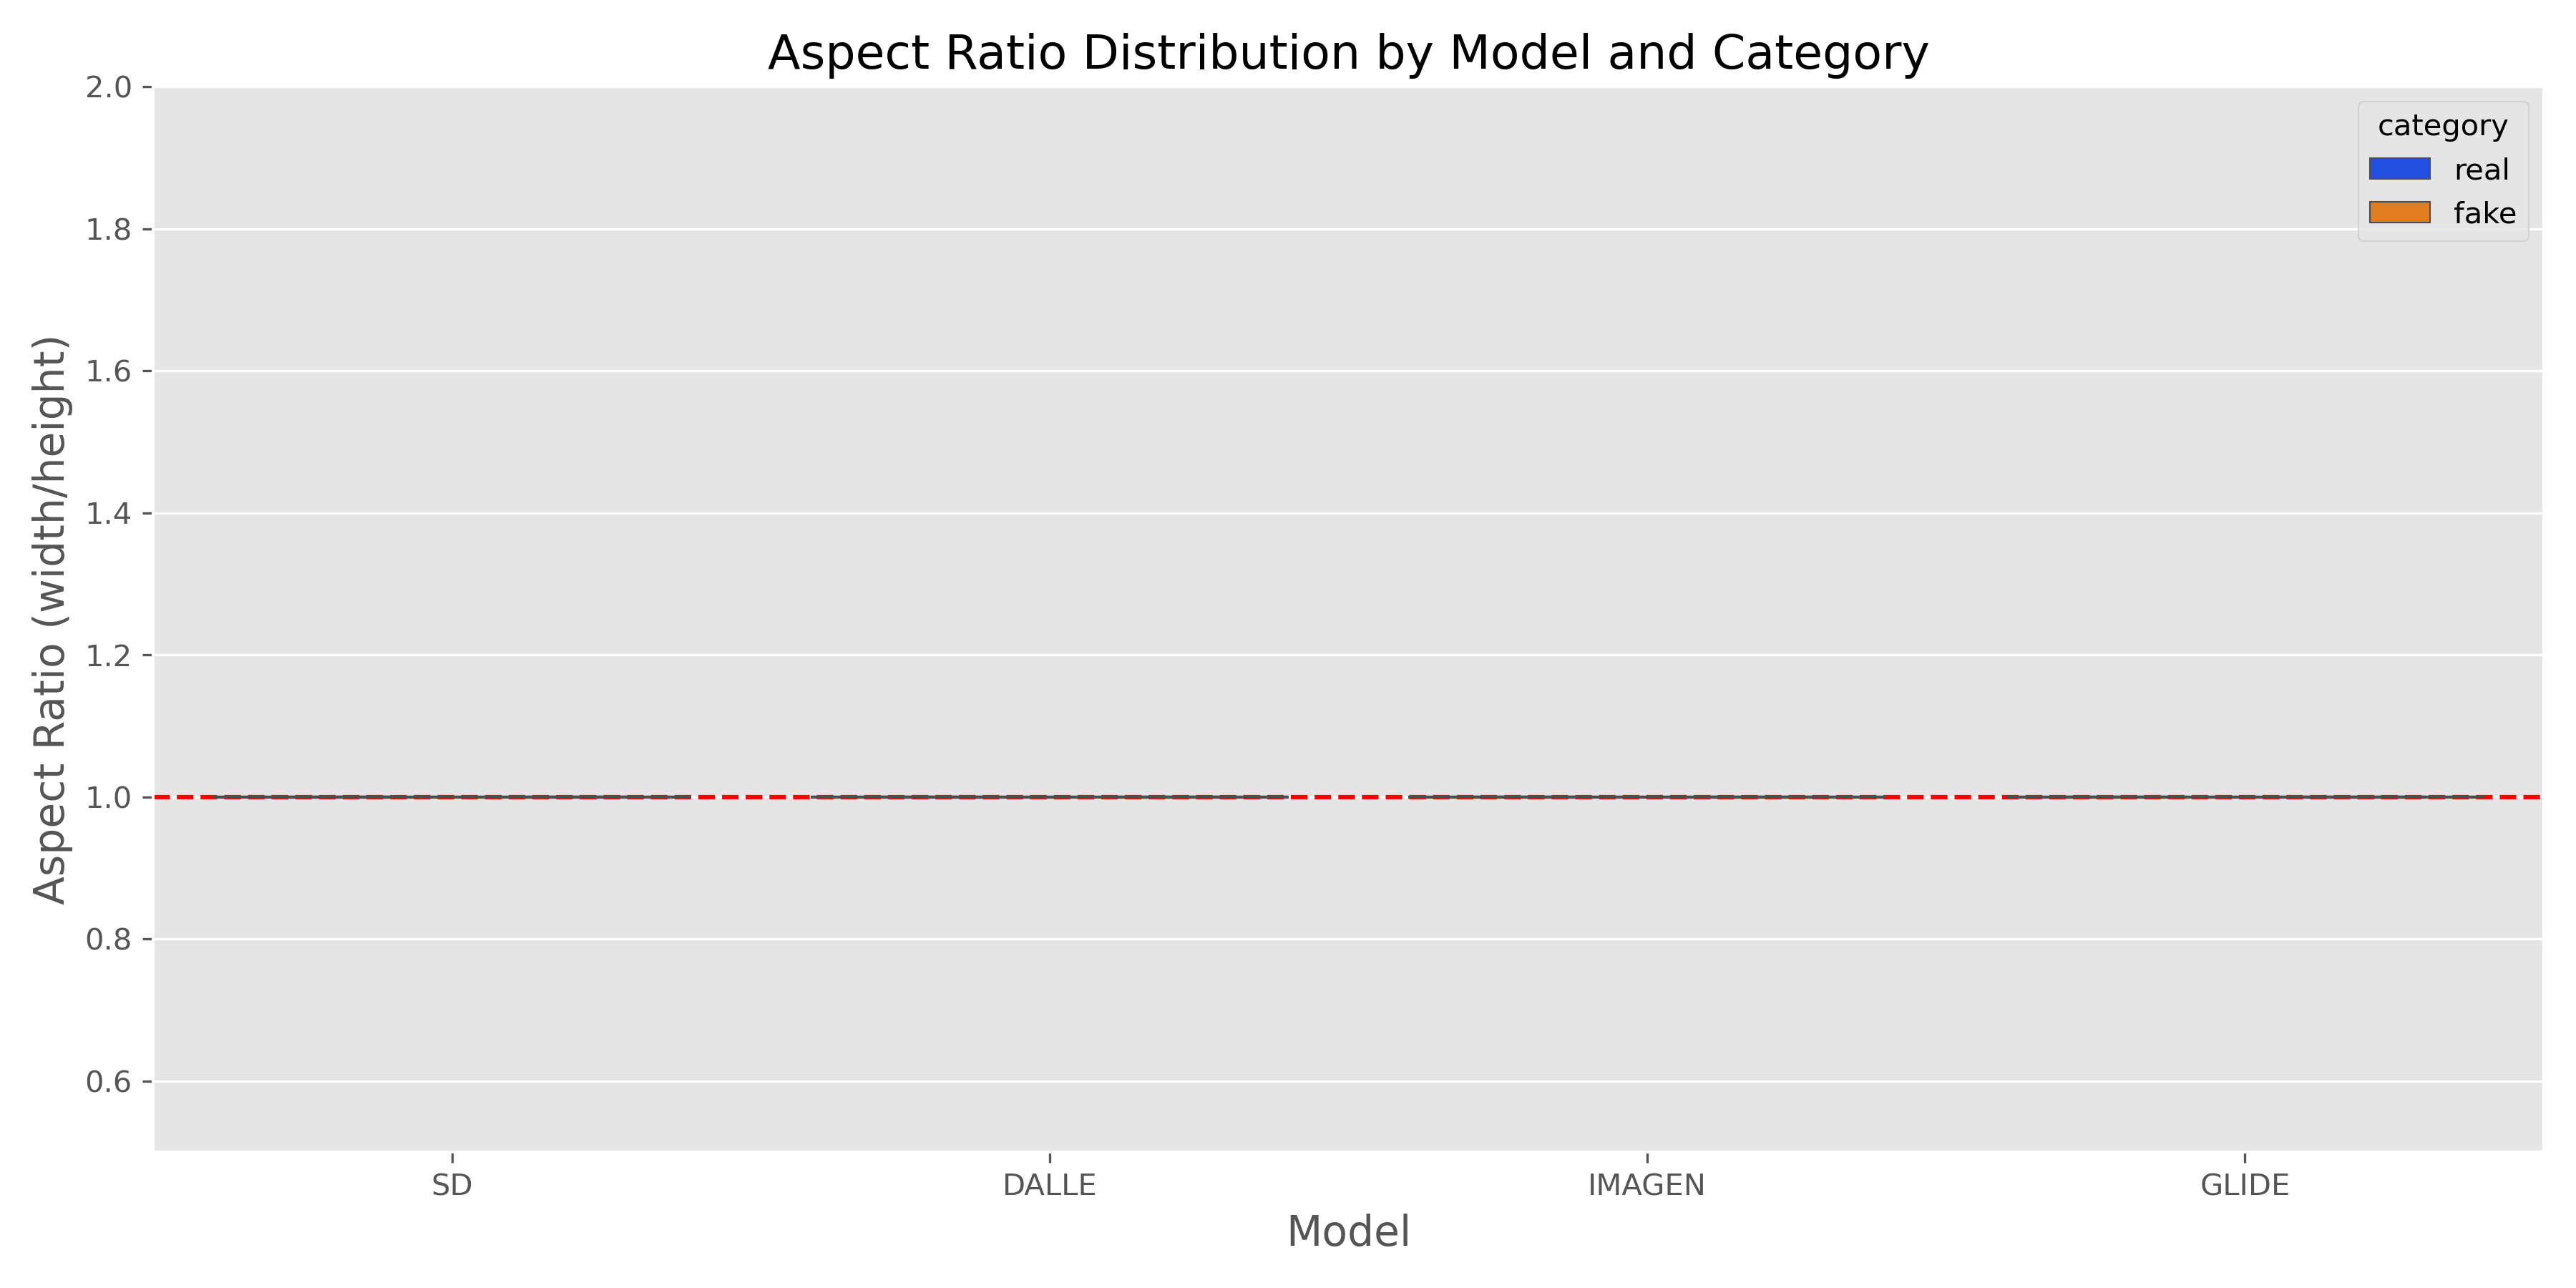 Aspect Ratio Distribution by Model and Category
category
real
fake
Aspect Ratio (width/height)
2.0
1.8
1.6
1.4
1.2
1.0
0.8
0.6
SD
DALLE
IMAGEN
GLIDE
Model